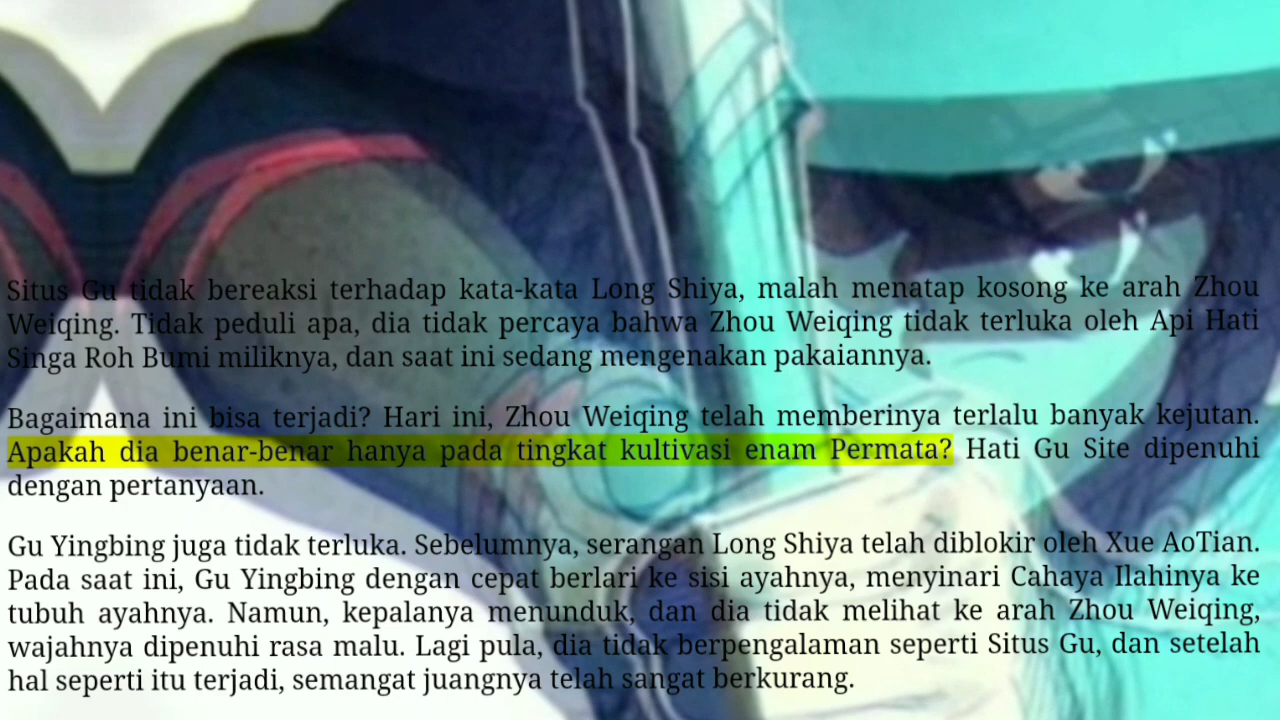 Situs Gu tidak bereaksi terhadap kata-kata Long Shiya, malah menatap kosong ke arah Zhou
Weiqing. Tidak peduli apa, dia tidak percaya bahwa Zhou Weiqing tidak terluka oleh Api Hati
Singa Roh Bumi miliknya, dan saat ini sedang mengenakan pakaiannya.
Bagaimana ini bisa terjadi? Hari ini, Zhou Weiqing telah memberinya terlalu banyak kejutan.
Apakah dia benar-benar hanya pada tingkat kultivasi enam Permata? Hati Gu Site dipenuhi
dengan pertanyaan.
Gu Yingbing juga tidak terluka. Sebelumnya, serangan Long Shiya telah diblokir oleh Xue AoTian.
Pada saat ini, Gu Yingbing dengan cepat berlari ke sisi ayahnya, menyinari Cahaya Ilahinya ke
tubuh ayahnya. Namun, kepalanya menunduk, dan dia tidak melihat ke arah Zhou Weiqing,
wajahnya dipenuhi rasa malu. Lagi pula, dia tidak berpengalaman seperti Situs Gu, dan setelah
hal seperti itu terjadi, semangat juangnya telah sangat berkurang.